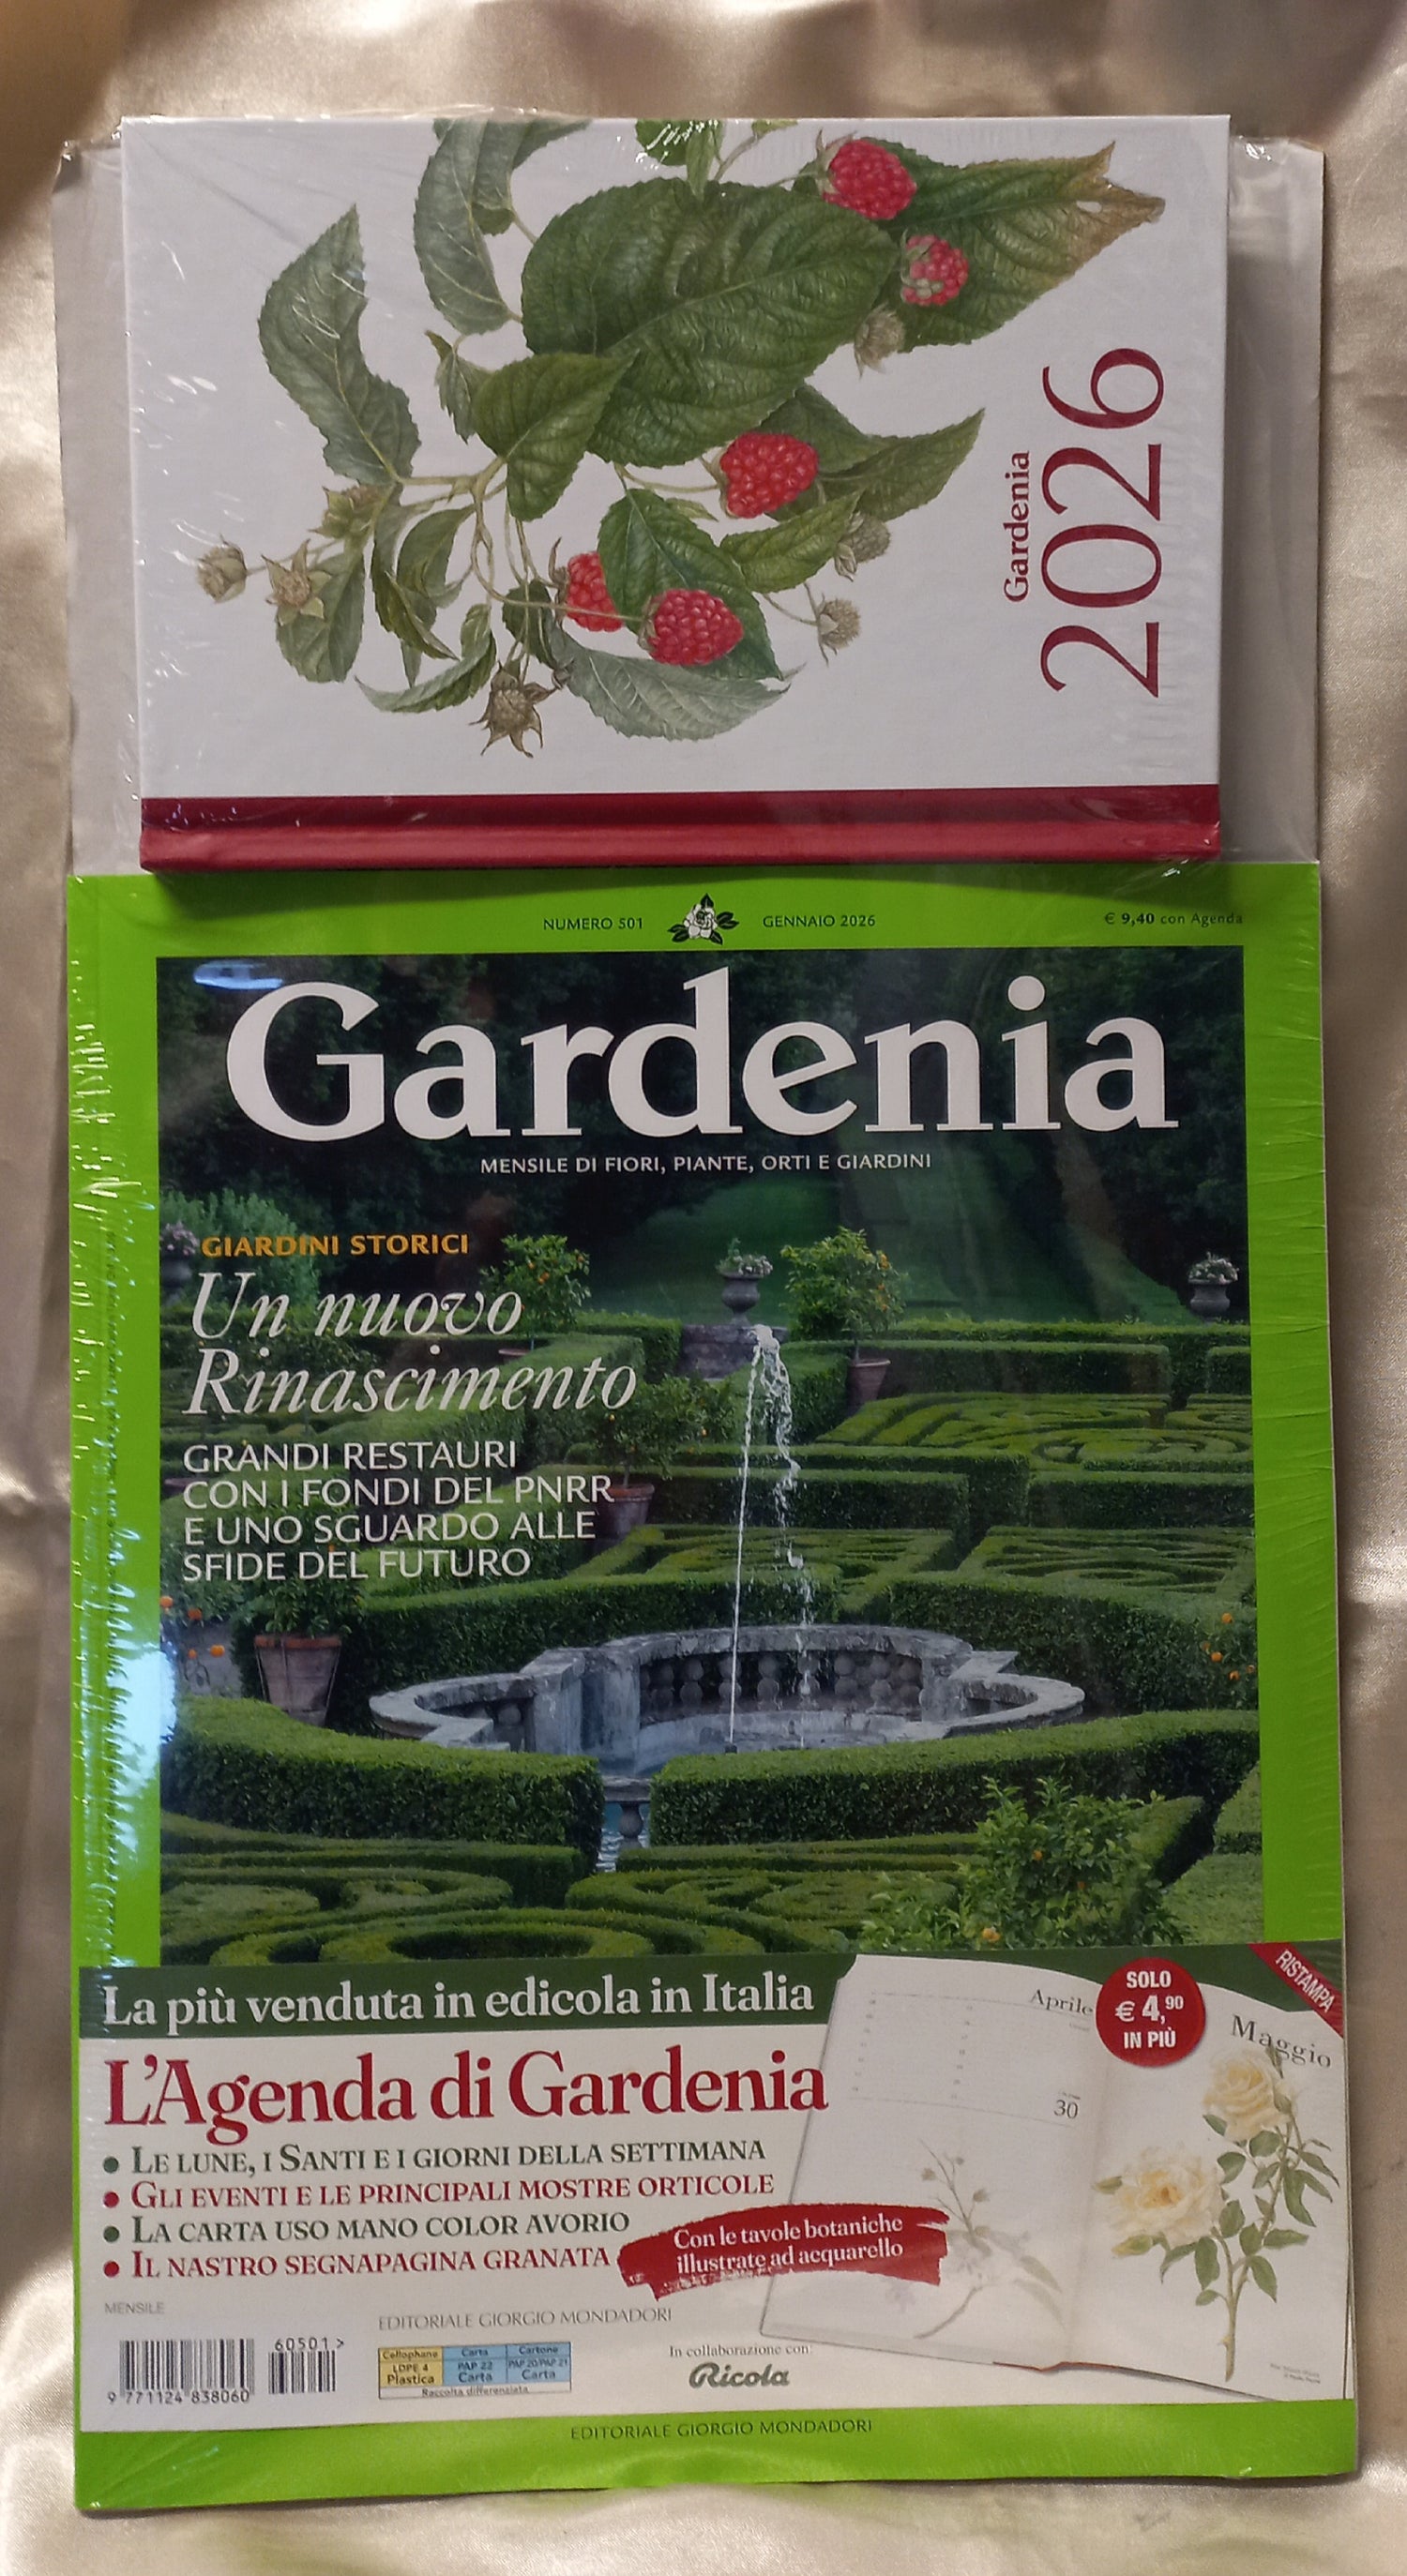 Gardenia
2026
NUMERO 501
GENNAIO 2026
€ 9,40 con Agenda
Gardenia
MENSILE DI FIORI, PIANTE, ORTI E GIARDINI
GIARDINI STORICI
Un nuovo
Rinascimento
GRANDI RESTAURI
CON I FONDI DEL PNRR
E UNO SGUARDO ALLE
SFIDE DEL FUTURO
La più venduta in edicola in Italia
L'Agenda di Gardenia
• LE LUNE, I SANTI E I GIORNI DELLA SETTIMANA
• GLI EVENTI E LE PRINCIPALI MOSTRE ORTICOLE
• LA CARTA USO MANO COLOR AVORIO
• IL NASTRO SEGNAPAGINA GRANATA
Con le tavole botaniche
illustrate ad acquarello
Aprile
30
SOLO
€ 4,90
IN PIÙ
RISTAMPA
Maggio
MENSILE
60501>
9 771124 838060
EDITORIALE GIORGIO MONDADORI
Cellophane
LDPE 4
Plastica
Carta
PAP 22
Carta
Cartone
PAP 20/PAP 21
Carta
Raccolta differenziata
In collaborazione con:
Ricola
EDITORIALE GIORGIO MONDADORI